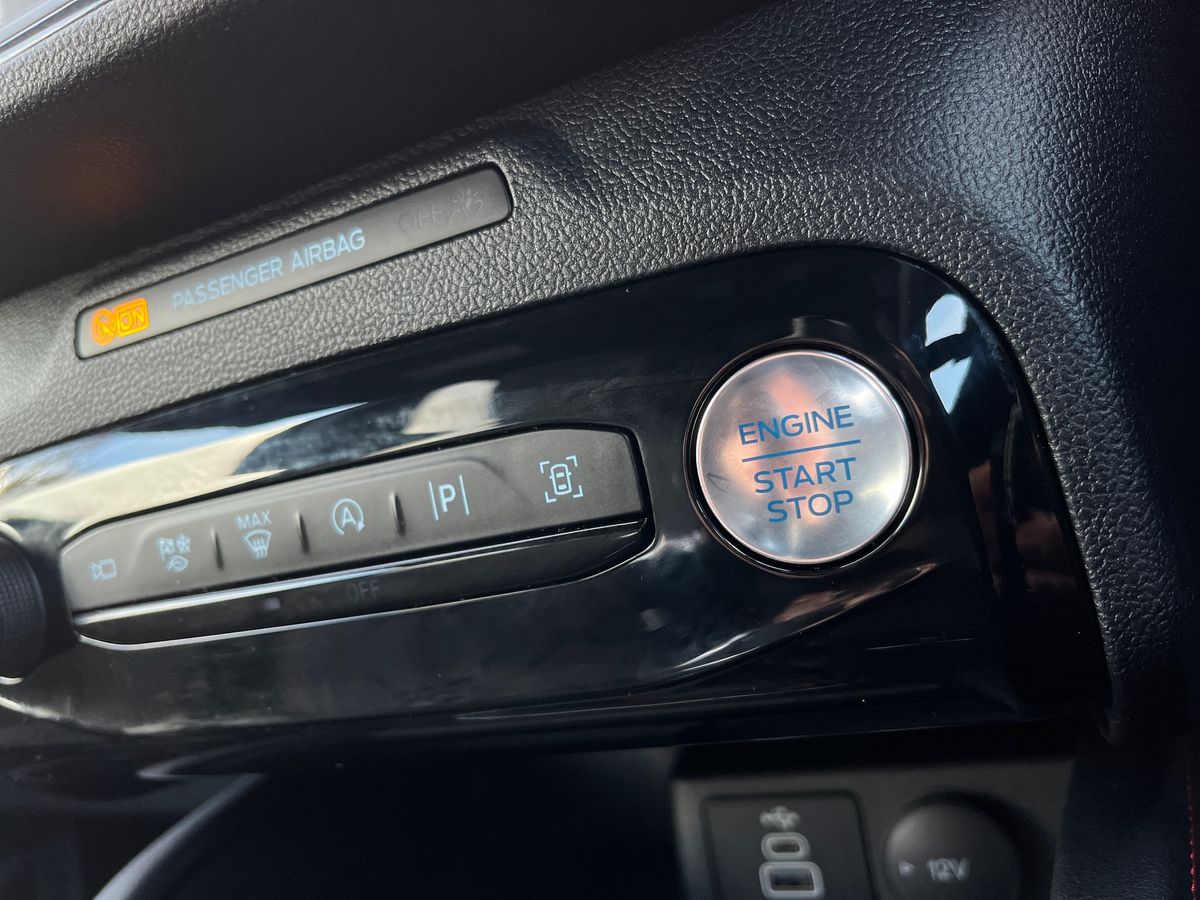 ON PASSENGER AIRBAG OFF
ENGINE
START
STOP
MAX
A
P
OFF
12V